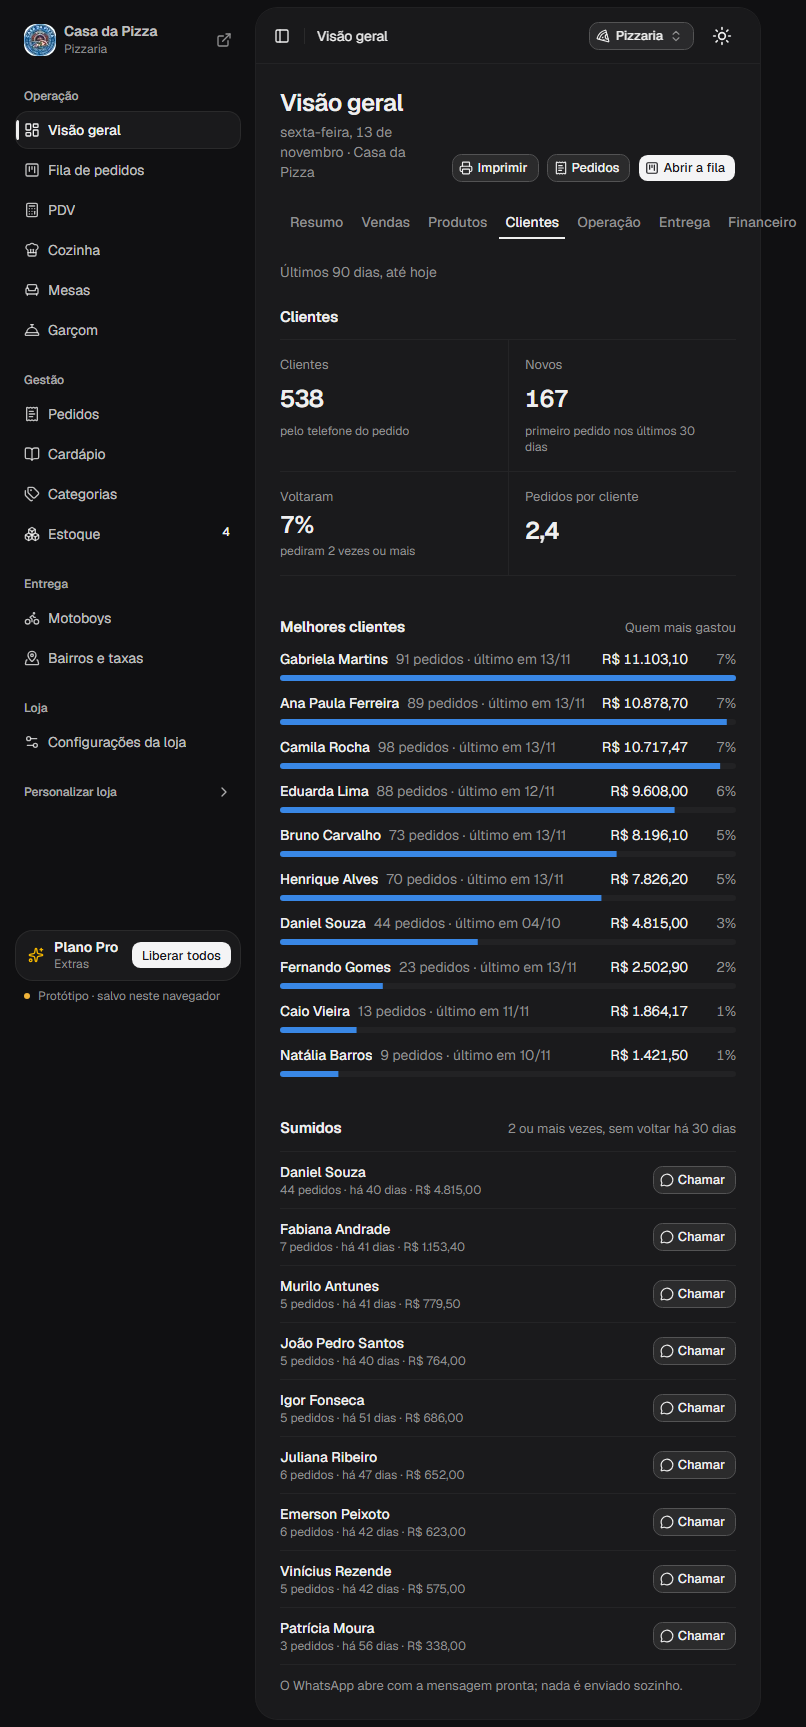 Casa da Pizza
Pizzaria
Operação
Visão geral
Fila de pedidos
PDV
Cozinha
Mesas
Garçom
Gestão
Pedidos
Cardápio
Categorias
Estoque 4
Entrega
Motoboys
Bairros e taxas
Loja
Configurações da loja
Personalizar loja
Plano Pro
Extras
Liberar todos
Protótipo · salvo neste navegador
Visão geral
Pizzaria
Visão geral
sexta-feira, 13 de
novembro · Casa da
Pizza
Imprimir
Pedidos
Abrir a fila
Resumo Vendas Produtos Clientes Operação Entrega Financeiro
Últimos 90 dias, até hoje
Clientes
Clientes
538
pelo telefone do pedido
Novos
167
primeiro pedido nos últimos 30
dias
Voltaram
7%
pediram 2 vezes ou mais
Pedidos por cliente
2,4
Melhores clientes Quem mais gastou
Gabriela Martins 91 pedidos · último em 13/11 R$ 11.103,10 7%
Ana Paula Ferreira 89 pedidos · último em 13/11 R$ 10.878,70 7%
Camila Rocha 98 pedidos · último em 13/11 R$ 10.717,47 7%
Eduarda Lima 88 pedidos · último em 12/11 R$ 9.608,00 6%
Bruno Carvalho 73 pedidos · último em 13/11 R$ 8.196,10 5%
Henrique Alves 70 pedidos · último em 13/11 R$ 7.826,20 5%
Daniel Souza 44 pedidos · último em 04/10 R$ 4.815,00 3%
Fernando Gomes 23 pedidos · último em 13/11 R$ 2.502,90 2%
Caio Vieira 13 pedidos · último em 11/11 R$ 1.864,17 1%
Natália Barros 9 pedidos · último em 10/11 R$ 1.421,50 1%
Sumidos 2 ou mais vezes, sem voltar há 30 dias
Daniel Souza
44 pedidos · há 40 dias · R$ 4.815,00
Chamar
Fabiana Andrade
7 pedidos · há 41 dias · R$ 1.153,40
Chamar
Murilo Antunes
5 pedidos · há 41 dias · R$ 779,50
Chamar
João Pedro Santos
5 pedidos · há 40 dias · R$ 764,00
Chamar
Igor Fonseca
5 pedidos · há 51 dias · R$ 686,00
Chamar
Juliana Ribeiro
6 pedidos · há 47 dias · R$ 652,00
Chamar
Emerson Peixoto
6 pedidos · há 42 dias · R$ 623,00
Chamar
Vinícius Rezende
5 pedidos · há 42 dias · R$ 575,00
Chamar
Patrícia Moura
3 pedidos · há 56 dias · R$ 338,00
Chamar
O WhatsApp abre com a mensagem pronta; nada é enviado sozinho.